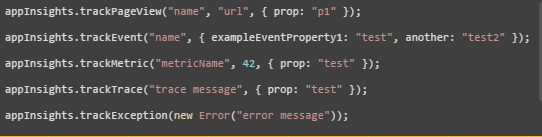 appInsights.trackPageView("name", "url", { prop: "p1" });
appInsights.trackEvent("name", { exampleEventProperty1: "test", another: "test2" });
appInsights.trackMetric("metricName", 42, { prop: "test" });
appInsights.trackTrace("trace message", { prop: "test" });
appInsights.trackException(new Error("error message"));